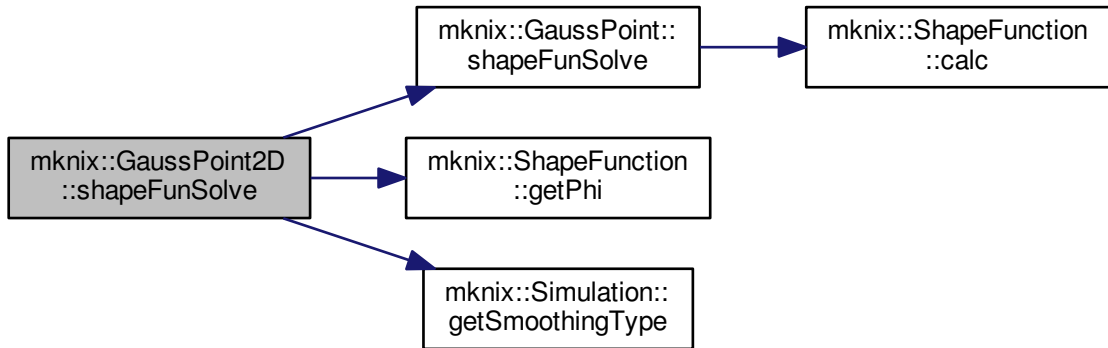 mknix::GaussPoint2D
::shapeFunSolve
mknix::GaussPoint::
shapeFunSolve
mknix::ShapeFunction
::calc
mknix::ShapeFunction
::getPhi
mknix::Simulation::
getSmoothingType